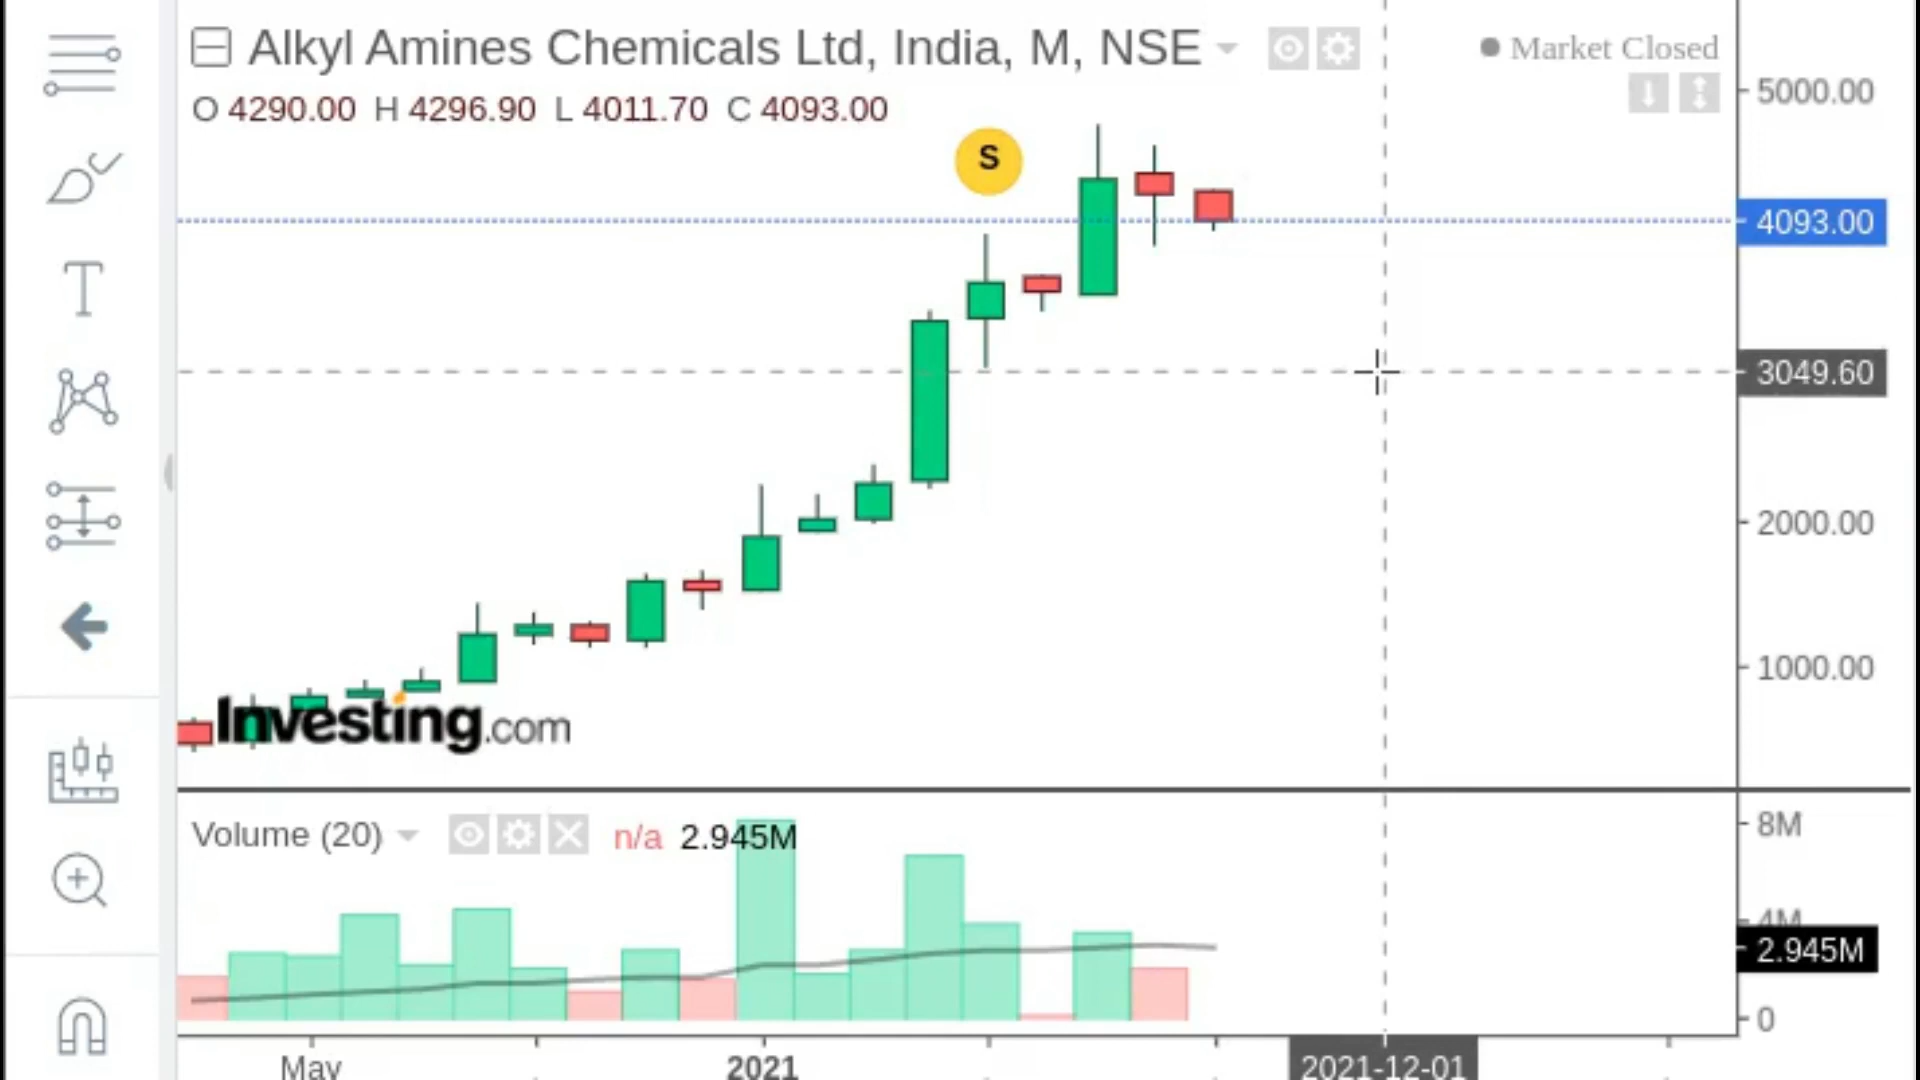 Alkyl Amines Chemicals Ltd, India, M, NSE
Market Closed
O 4290.00 H 4296.90 L 4011.70 C 4093.00
5000.00
S
4093.00
3049.60
2000.00
1000.00
Investing.com
Volume (20) n/a 2.945M
8M
4M
2.945M
0
May 2021 2021-12-01